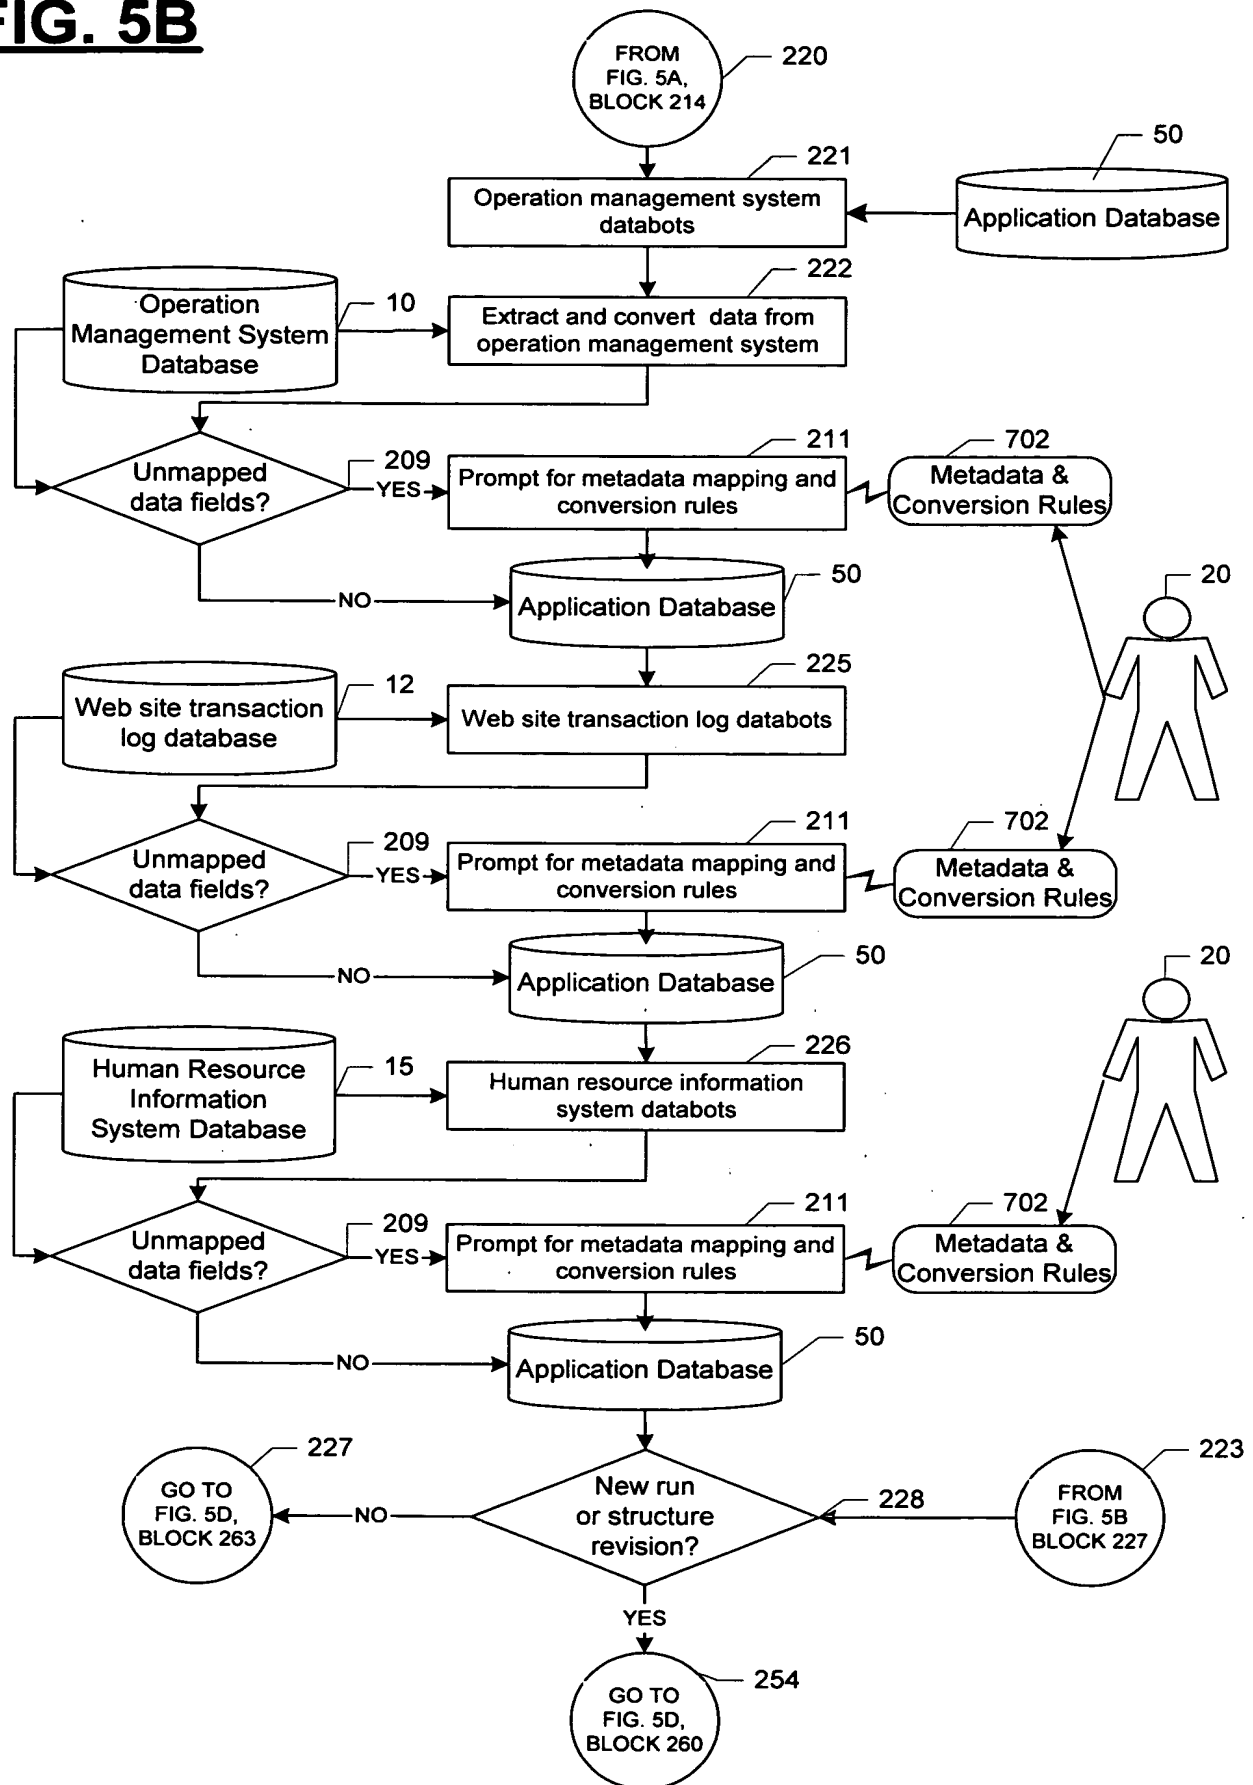 FIG. 5B
FROM
FIG. 5A,
BLOCK 214
220
221
50
Operation management system
databots
Application Database
222
Operation
Management System
Database
10
Extract and convert data from
operation management system
Unmapped
data fields?
209
YES
211
Prompt for metadata mapping and
conversion rules
702
Metadata &
Conversion Rules
NO
Application Database
50
20
Web site transaction
log database
12
225
Web site transaction log databots
Unmapped
data fields?
209
YES
211
Prompt for metadata mapping and
conversion rules
702
Metadata &
Conversion Rules
NO
Application Database
50
20
Human Resource
Information
System Database
15
226
Human resource information
system databots
Unmapped
data fields?
209
YES
211
Prompt for metadata mapping and
conversion rules
702
Metadata &
Conversion Rules
NO
Application Database
50
227
GO TO
FIG. 5D,
BLOCK 263
NO
New run
or structure
revision?
228
223
FROM
FIG. 5B
BLOCK 227
YES
254
GO TO
FIG. 5D,
BLOCK 260